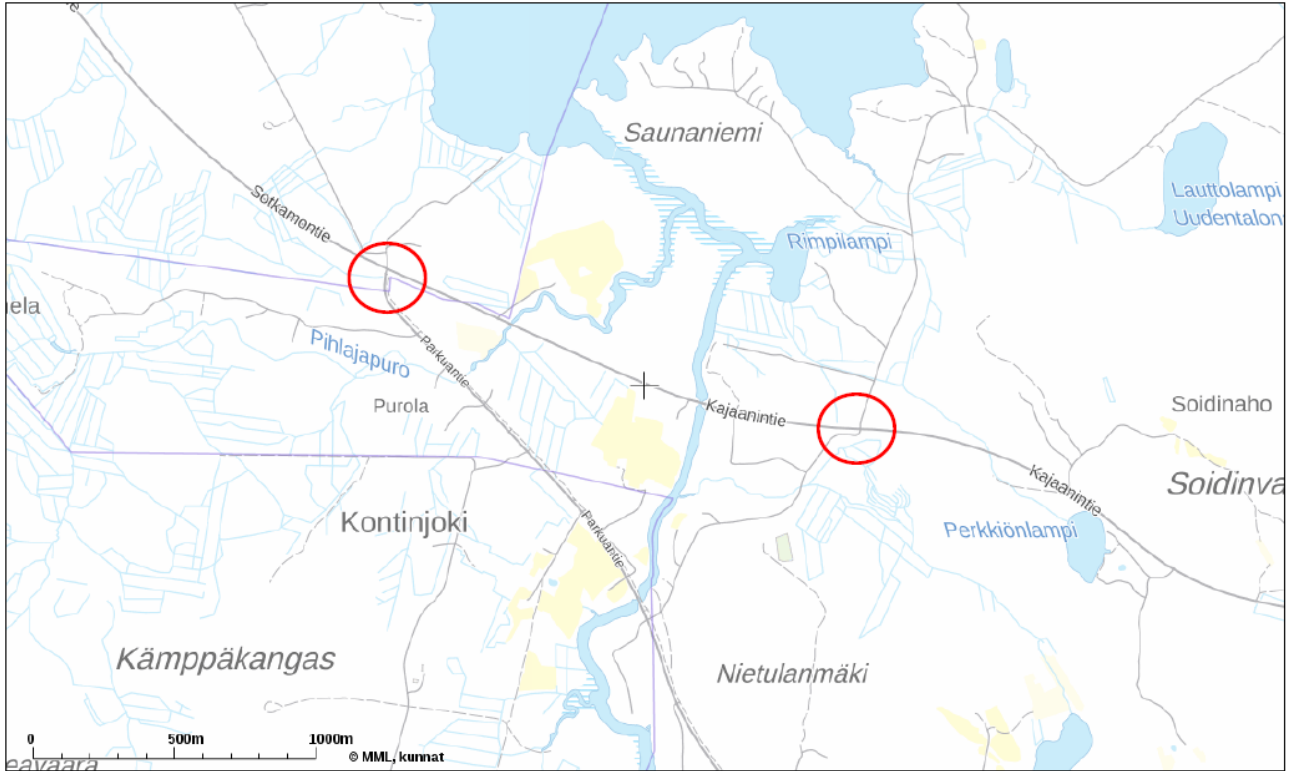 Saunaniemi
Lauttolampi
Uudentalon
Sotkamontie
Rimpilampi
Pihlajapuro
Parkuantie
Purola
Kajaanintie
Soidinaho
Kajaanintie
Soidinva
Kontinjoki
Parkuantie
Perkkiönlampi
Kämppäkangas
Nietulanmäki
0 500m 1000m
© MML, kunnat